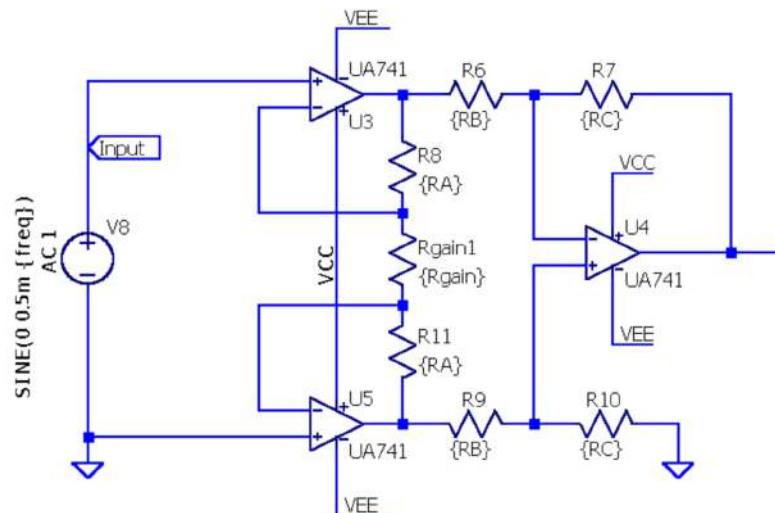 VEE
UA741
U3
R6
{RB}
R7
{RC}
Input
R8
{RA}
VCC
SINE(0 0.5m {freq})
AC 1
V8
VCC
U4
Rgain1
{Rgain}
UA741
R11
{RA}
VEE
U5
R9
{RB}
R10
{RC}
UA741
VEE